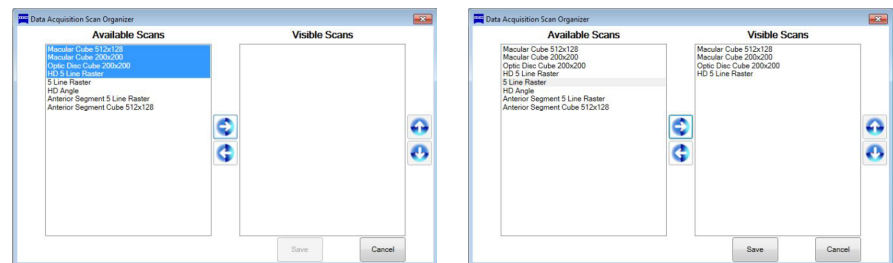 Data Acquisition Scan Organizer
Available Scans
Visible Scans
Macular Cube 512x128
Macular Cube 200x200
Optic Disc Cube 200x200
HD 5 Line Raster
5 Line Raster
HD Angle
Anterior Segment 5 Line Raster
Anterior Segment Cube 512x128
Save
Cancel
Data Acquisition Scan Organizer
Available Scans
Visible Scans
Macular Cube 512x128
Macular Cube 200x200
Optic Disc Cube 200x200
HD 5 Line Raster
5 Line Raster
HD Angle
Anterior Segment 5 Line Raster
Anterior Segment Cube 512x128
Macular Cube 512x128
Macular Cube 200x200
Optic Disc Cube 200x200
HD 5 Line Raster
Save
Cancel